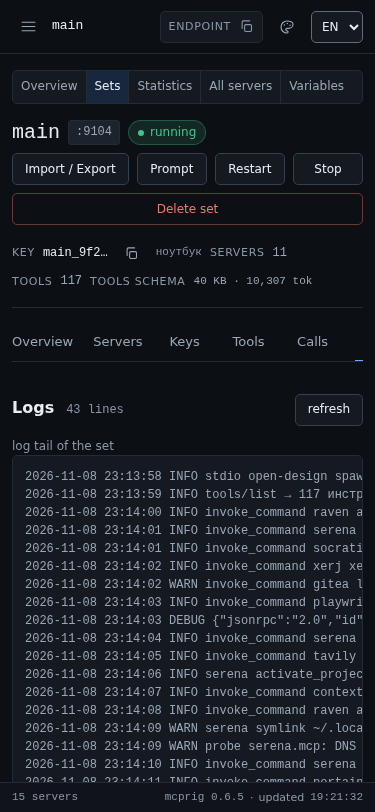 main
ENDPOINT
EN
Overview Sets Statistics All servers Variables
main :9104 running
Import / Export Prompt Restart Stop
Delete set
KEY main_9f2… ноутбук SERVERS 11
TOOLS 117 TOOLS SCHEMA 40 KB · 10,307 tok
Overview Servers Keys Tools Calls
Logs 43 lines refresh
log tail of the set
2026-11-08 23:13:58 INFO stdio open-design spaw
2026-11-08 23:13:59 INFO tools/list → 117 инстр
2026-11-08 23:14:00 INFO invoke_command raven a
2026-11-08 23:14:01 INFO invoke_command serena
2026-11-08 23:14:01 INFO invoke_command socrati
2026-11-08 23:14:02 INFO invoke_command xerj xe
2026-11-08 23:14:02 WARN invoke_command gitea l
2026-11-08 23:14:03 INFO invoke_command playwri
2026-11-08 23:14:03 DEBUG {"jsonrpc":"2.0","id"
2026-11-08 23:14:04 INFO invoke_command serena
2026-11-08 23:14:05 INFO invoke_command tavily
2026-11-08 23:14:06 INFO serena activate_projec
2026-11-08 23:14:07 INFO invoke_command context
2026-11-08 23:14:08 INFO invoke_command raven a
2026-11-08 23:14:09 WARN serena symlink ~/.loca
2026-11-08 23:14:09 WARN probe serena.mcp: DNS
2026-11-08 23:14:10 INFO invoke_command serena
2026-11-08 23:14:11 INFO invoke_command portain
15 servers mcprig 0.6.5 · updated 19:21:32